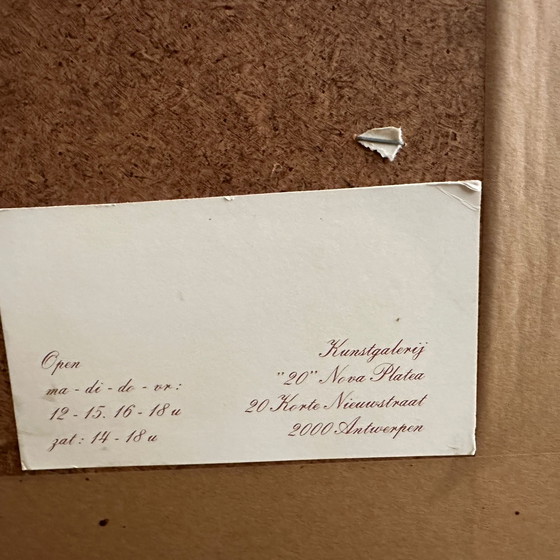 Open
ma - di - do - vr :
12 - 15. 16 - 18 u
zat : 14 - 18 u
Kunstgalerij
"20" Nova Platea
20 Korte Nieuwstraat
2000 Antwerpen